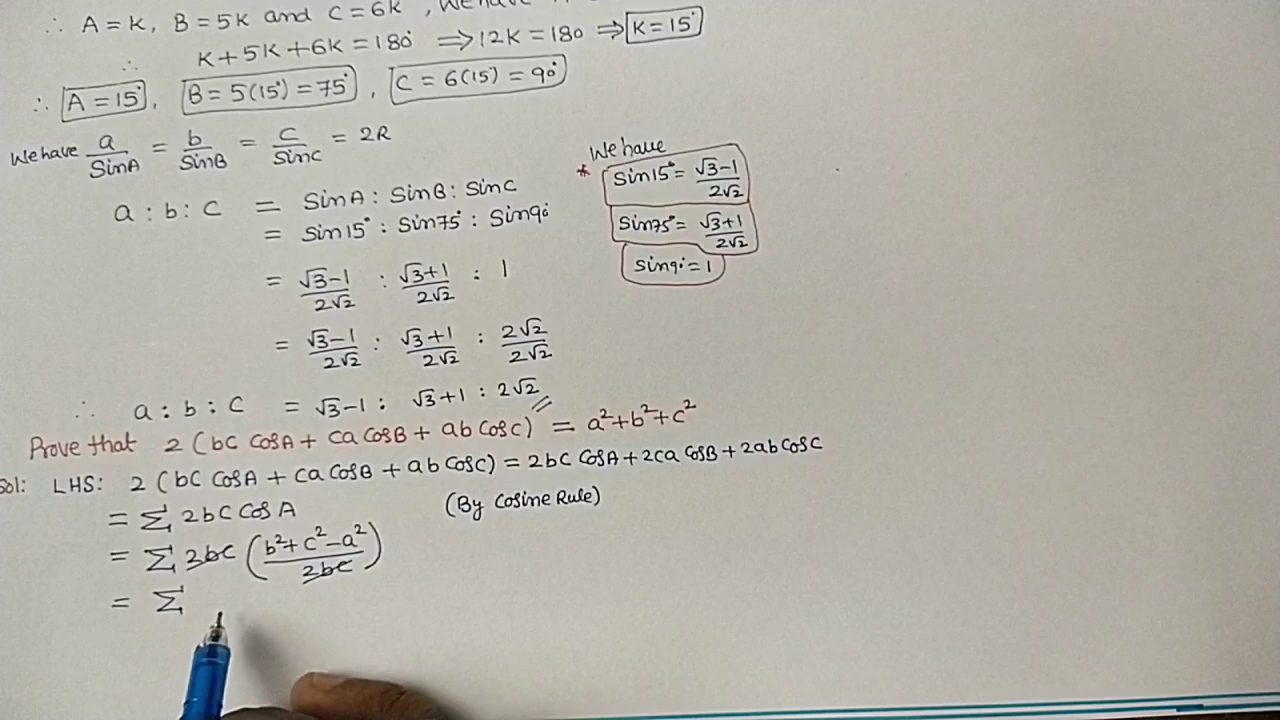 ∴ A = K, B = 5K and C = 6K, we have
∴ K + 5K + 6K = 180° ⟹ 12K = 180 ⟹ K = 15°
∴ A = 15°, B = 5(15°) = 75°, C = 6(15°) = 90°
We have a/SinA = b/SinB = c/SinC = 2R
a : b : c = SinA : SinB : SinC
= Sin15° : Sin75° : Sin90°
= √3-1/2√2 : √3+1/2√2 : 1
= √3-1/2√2 : √3+1/2√2 : 2√2/2√2
∴ a : b : c = √3-1 : √3+1 : 2√2
We have
* Sin15° = √3-1/2√2
Sin75° = √3+1/2√2
Sin90° = 1
Prove that 2 (bc CosA + ca CosB + ab CosC) = a²+b²+c²
Sol: LHS: 2 (bc CosA + ca CosB + ab CosC) = 2bc CosA + 2ca CosB + 2ab CosC
= Σ 2bc CosA (By Cosine Rule)
= Σ 2bc (b²+c²-a²/2bc)
= Σ